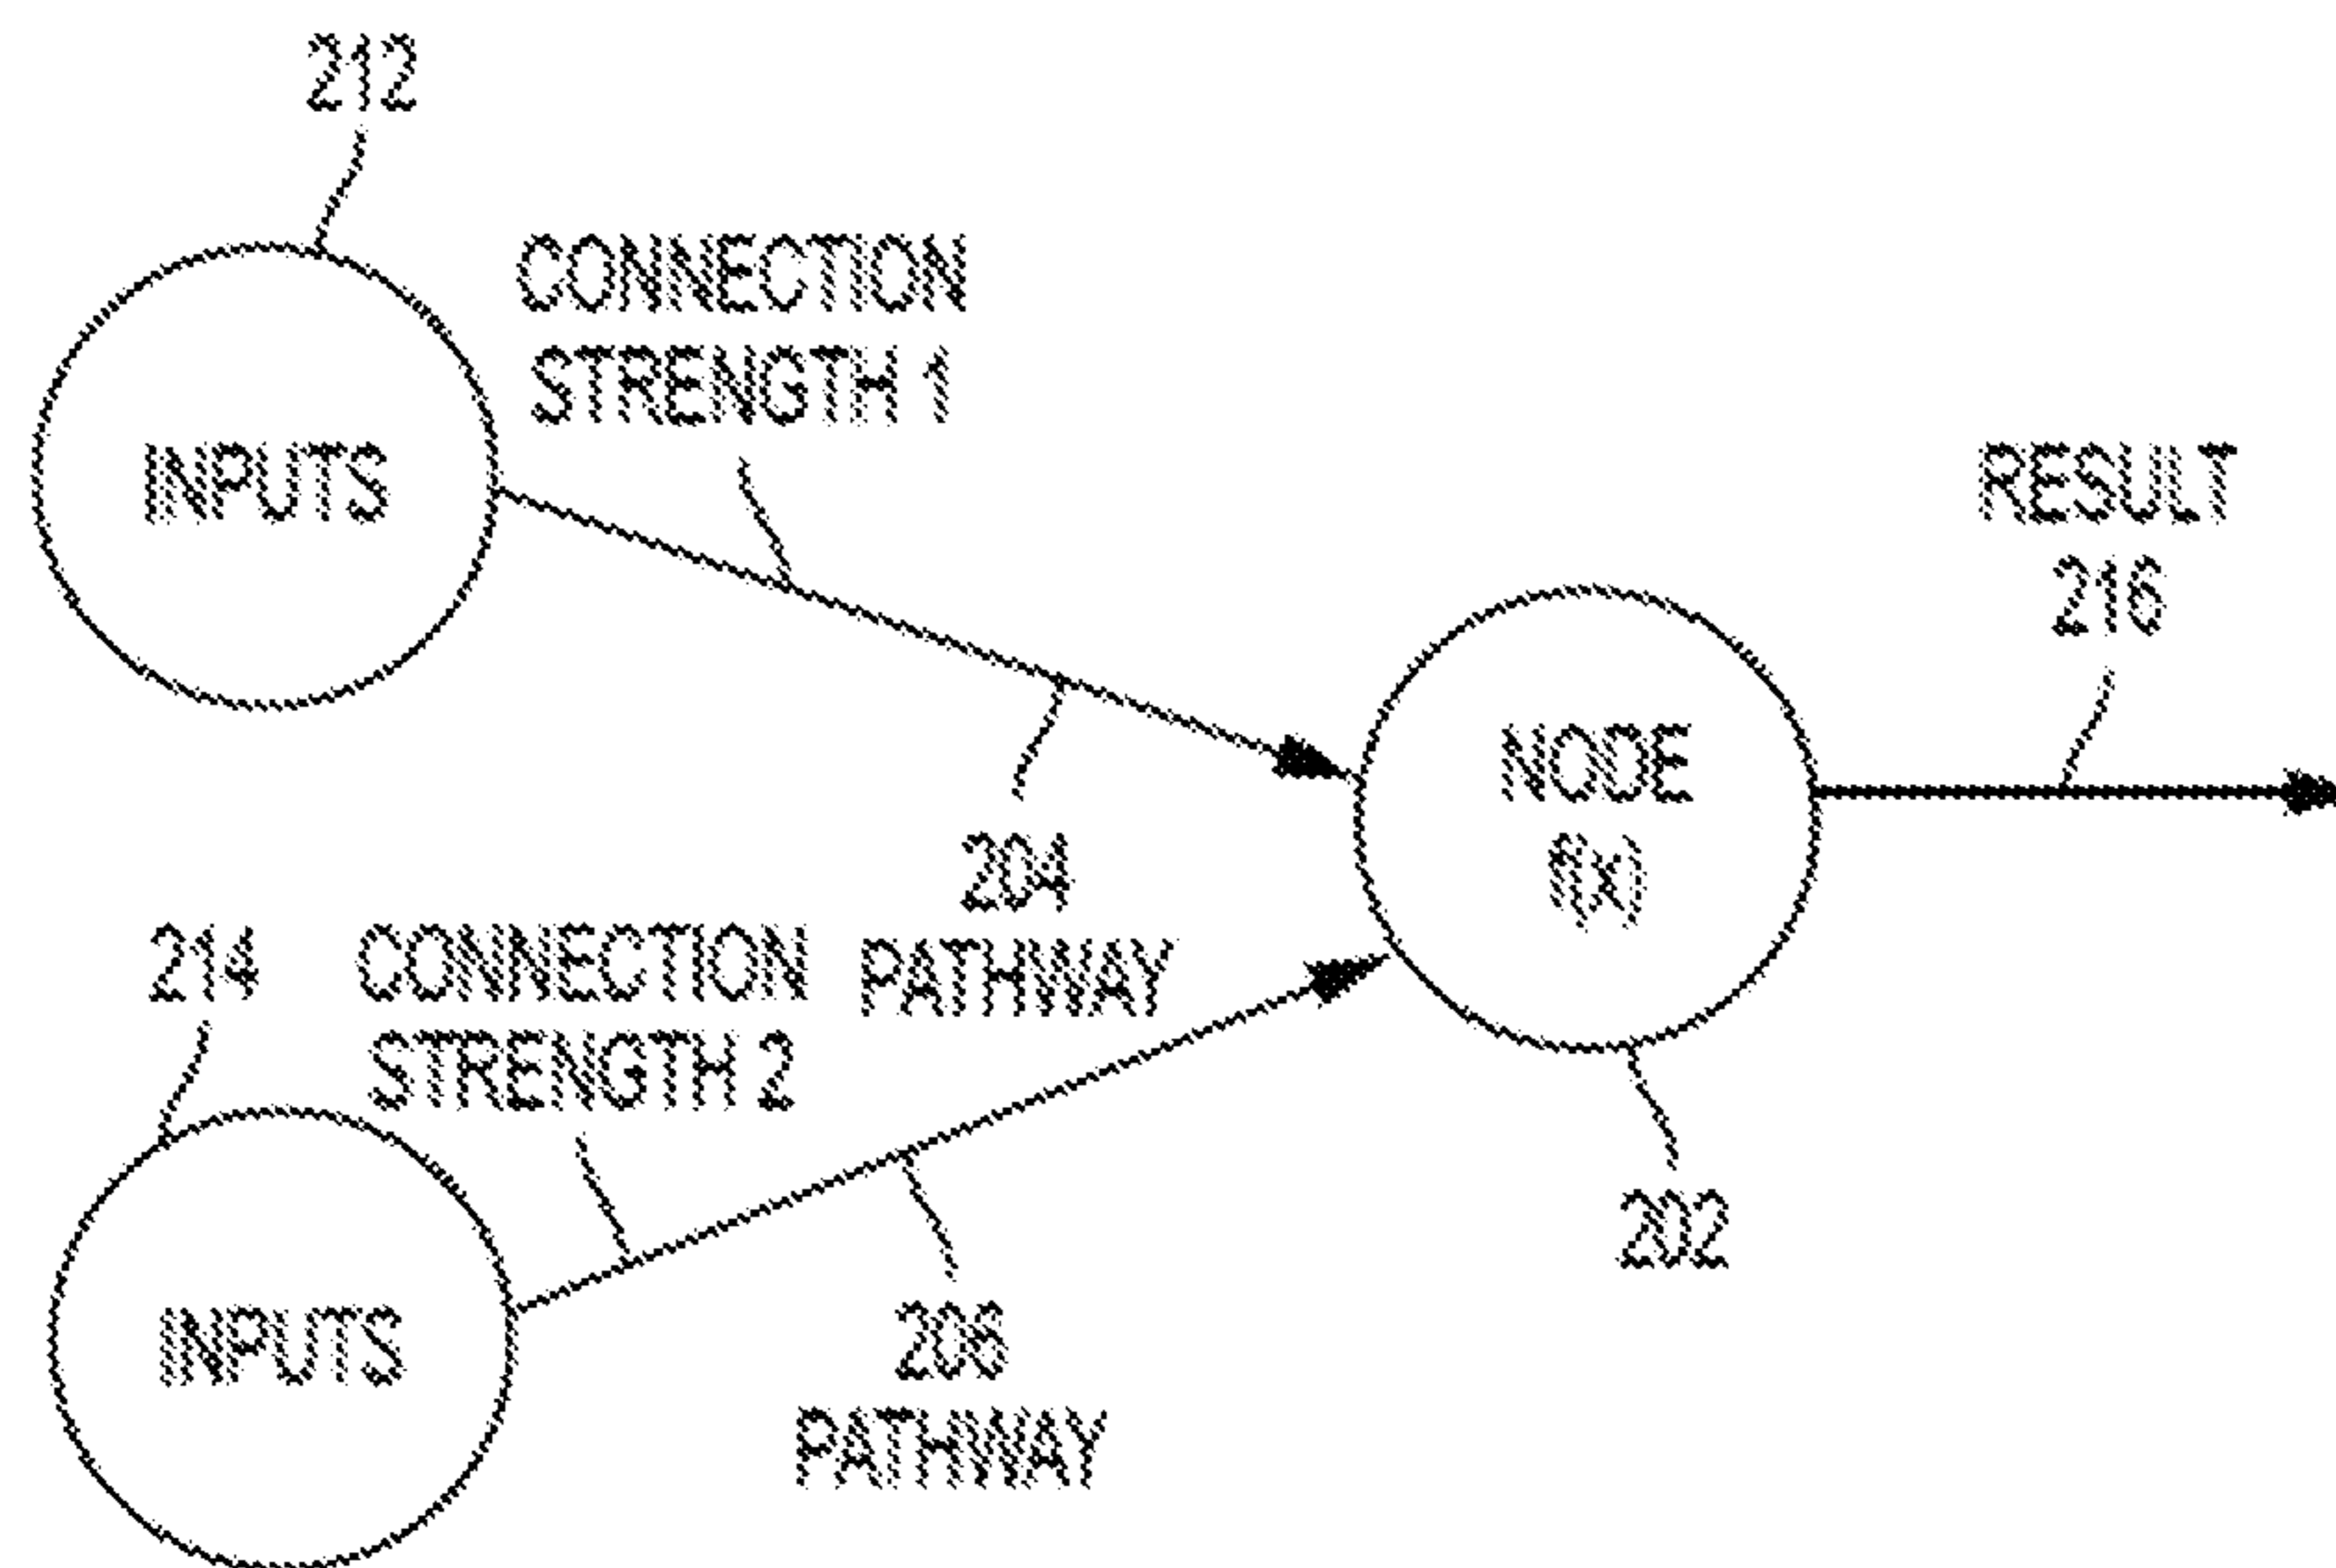 212
CONNECTION
STRENGTH 1
INPUTS
RESULT
216
NODE
f(x)
204
PATHWAY
214
CONNECTION
STRENGTH 2
202
INPUTS
206
PATHWAY